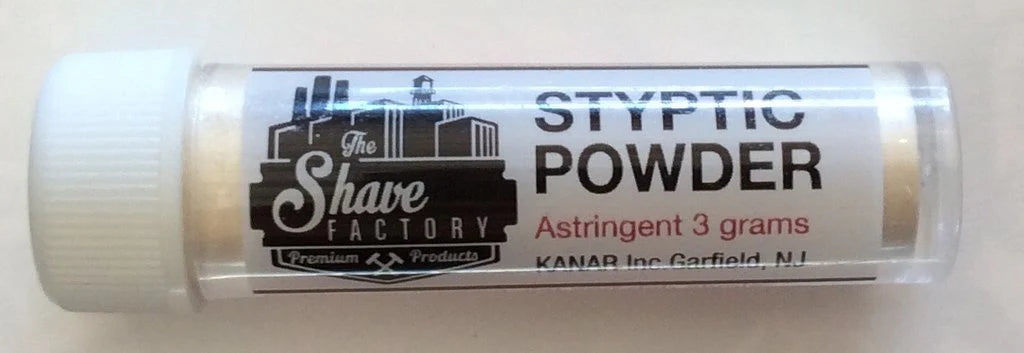 The
Shave
FACTORY
Premium Products
STYPTIC
POWDER
Astringent 3 grams
KANAR Inc. Garfield, NJ